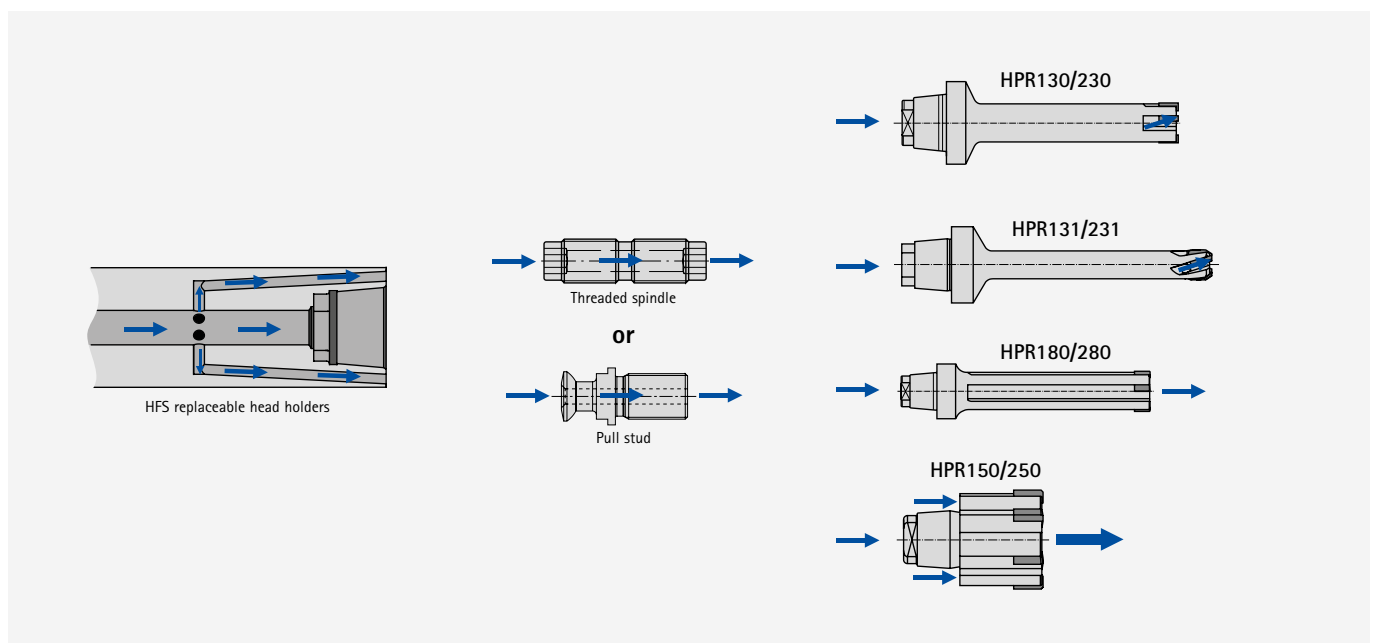 HFS replaceable head holders
Threaded spindle
or
Pull stud
HPR130/230
HPR131/231
HPR180/280
HPR150/250